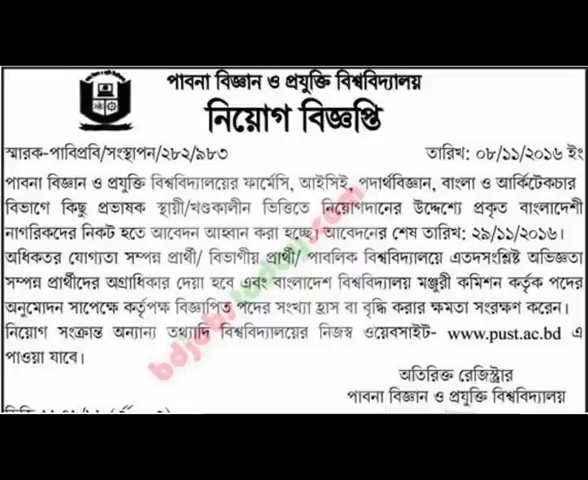 পাবনা বিজ্ঞান ও প্রযুক্তি বিশ্ববিদ্যালয়
নিয়োগ বিজ্ঞপ্তি
স্মারক-পাবিপ্রবি/সংস্থাপন/২৮২/৯৮৩ তারিখ: ০৮/১১/২০১৬ ইং
পাবনা বিজ্ঞান ও প্রযুক্তি বিশ্ববিদ্যালয়ের ফার্মেসি, আইসিই, পদার্থবিজ্ঞান, বাংলা ও আর্কিটেকচার
বিভাগে কিছু প্রভাষক স্থায়ী/খণ্ডকালীন ভিত্তিতে নিয়োগদানের উদ্দেশ্যে প্রকৃত বাংলাদেশী
নাগরিকদের নিকট হতে আবেদন আহ্বান করা হচ্ছে। আবেদনের শেষ তারিখ: ২৯/১১/২০১৬।
অধিকতর যোগ্যতা সম্পন্ন প্রার্থী/ বিভাগীয় প্রার্থী/ পাবলিক বিশ্ববিদ্যালয়ে এতদসংশ্লিষ্ট অভিজ্ঞতা
সম্পন্ন প্রার্থীদের অগ্রাধিকার দেয়া হবে এবং বাংলাদেশ বিশ্ববিদ্যালয় মঞ্জুরী কমিশন কর্তৃক পদের
অনুমোদন সাপেক্ষে কর্তৃপক্ষ বিজ্ঞাপিত পদের সংখ্যা হ্রাস বা বৃদ্ধি করার ক্ষমতা সংরক্ষণ করেন।
নিয়োগ সংক্রান্ত অন্যান্য তথ্যাদি বিশ্ববিদ্যালয়ের নিজস্ব ওয়েবসাইট- www.pust.ac.bd এ
পাওয়া যাবে।
bdjobstoday.com
অতিরিক্ত রেজিস্ট্রার
পাবনা বিজ্ঞান ও প্রযুক্তি বিশ্ববিদ্যালয়